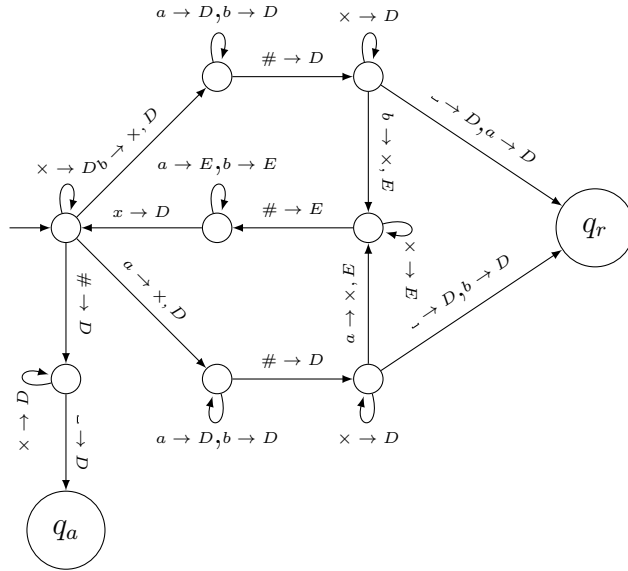 a → D, b → D
× → D
# → D
b → ×, D
× → D
⌣ → D, a → D
b → ×, E
a → E, b → E
x → D
# → E
× → E
q_r
a → ×, D
# → D
a → ×, E
⌣ → D, b → D
# → D
× → D
⌣ → D
a → D, b → D
× → D
q_a